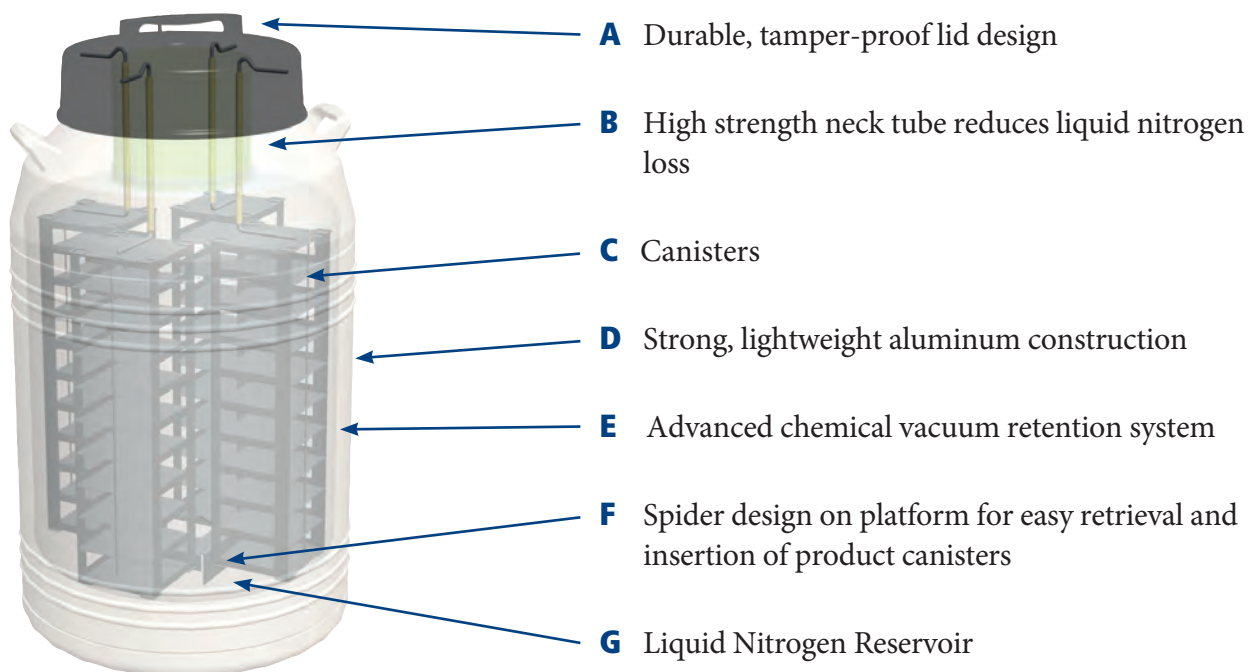 A Durable, tamper-proof lid design
B High strength neck tube reduces liquid nitrogen
loss
C Canisters
D Strong, lightweight aluminum construction
E Advanced chemical vacuum retention system
F Spider design on platform for easy retrieval and
insertion of product canisters
G Liquid Nitrogen Reservoir